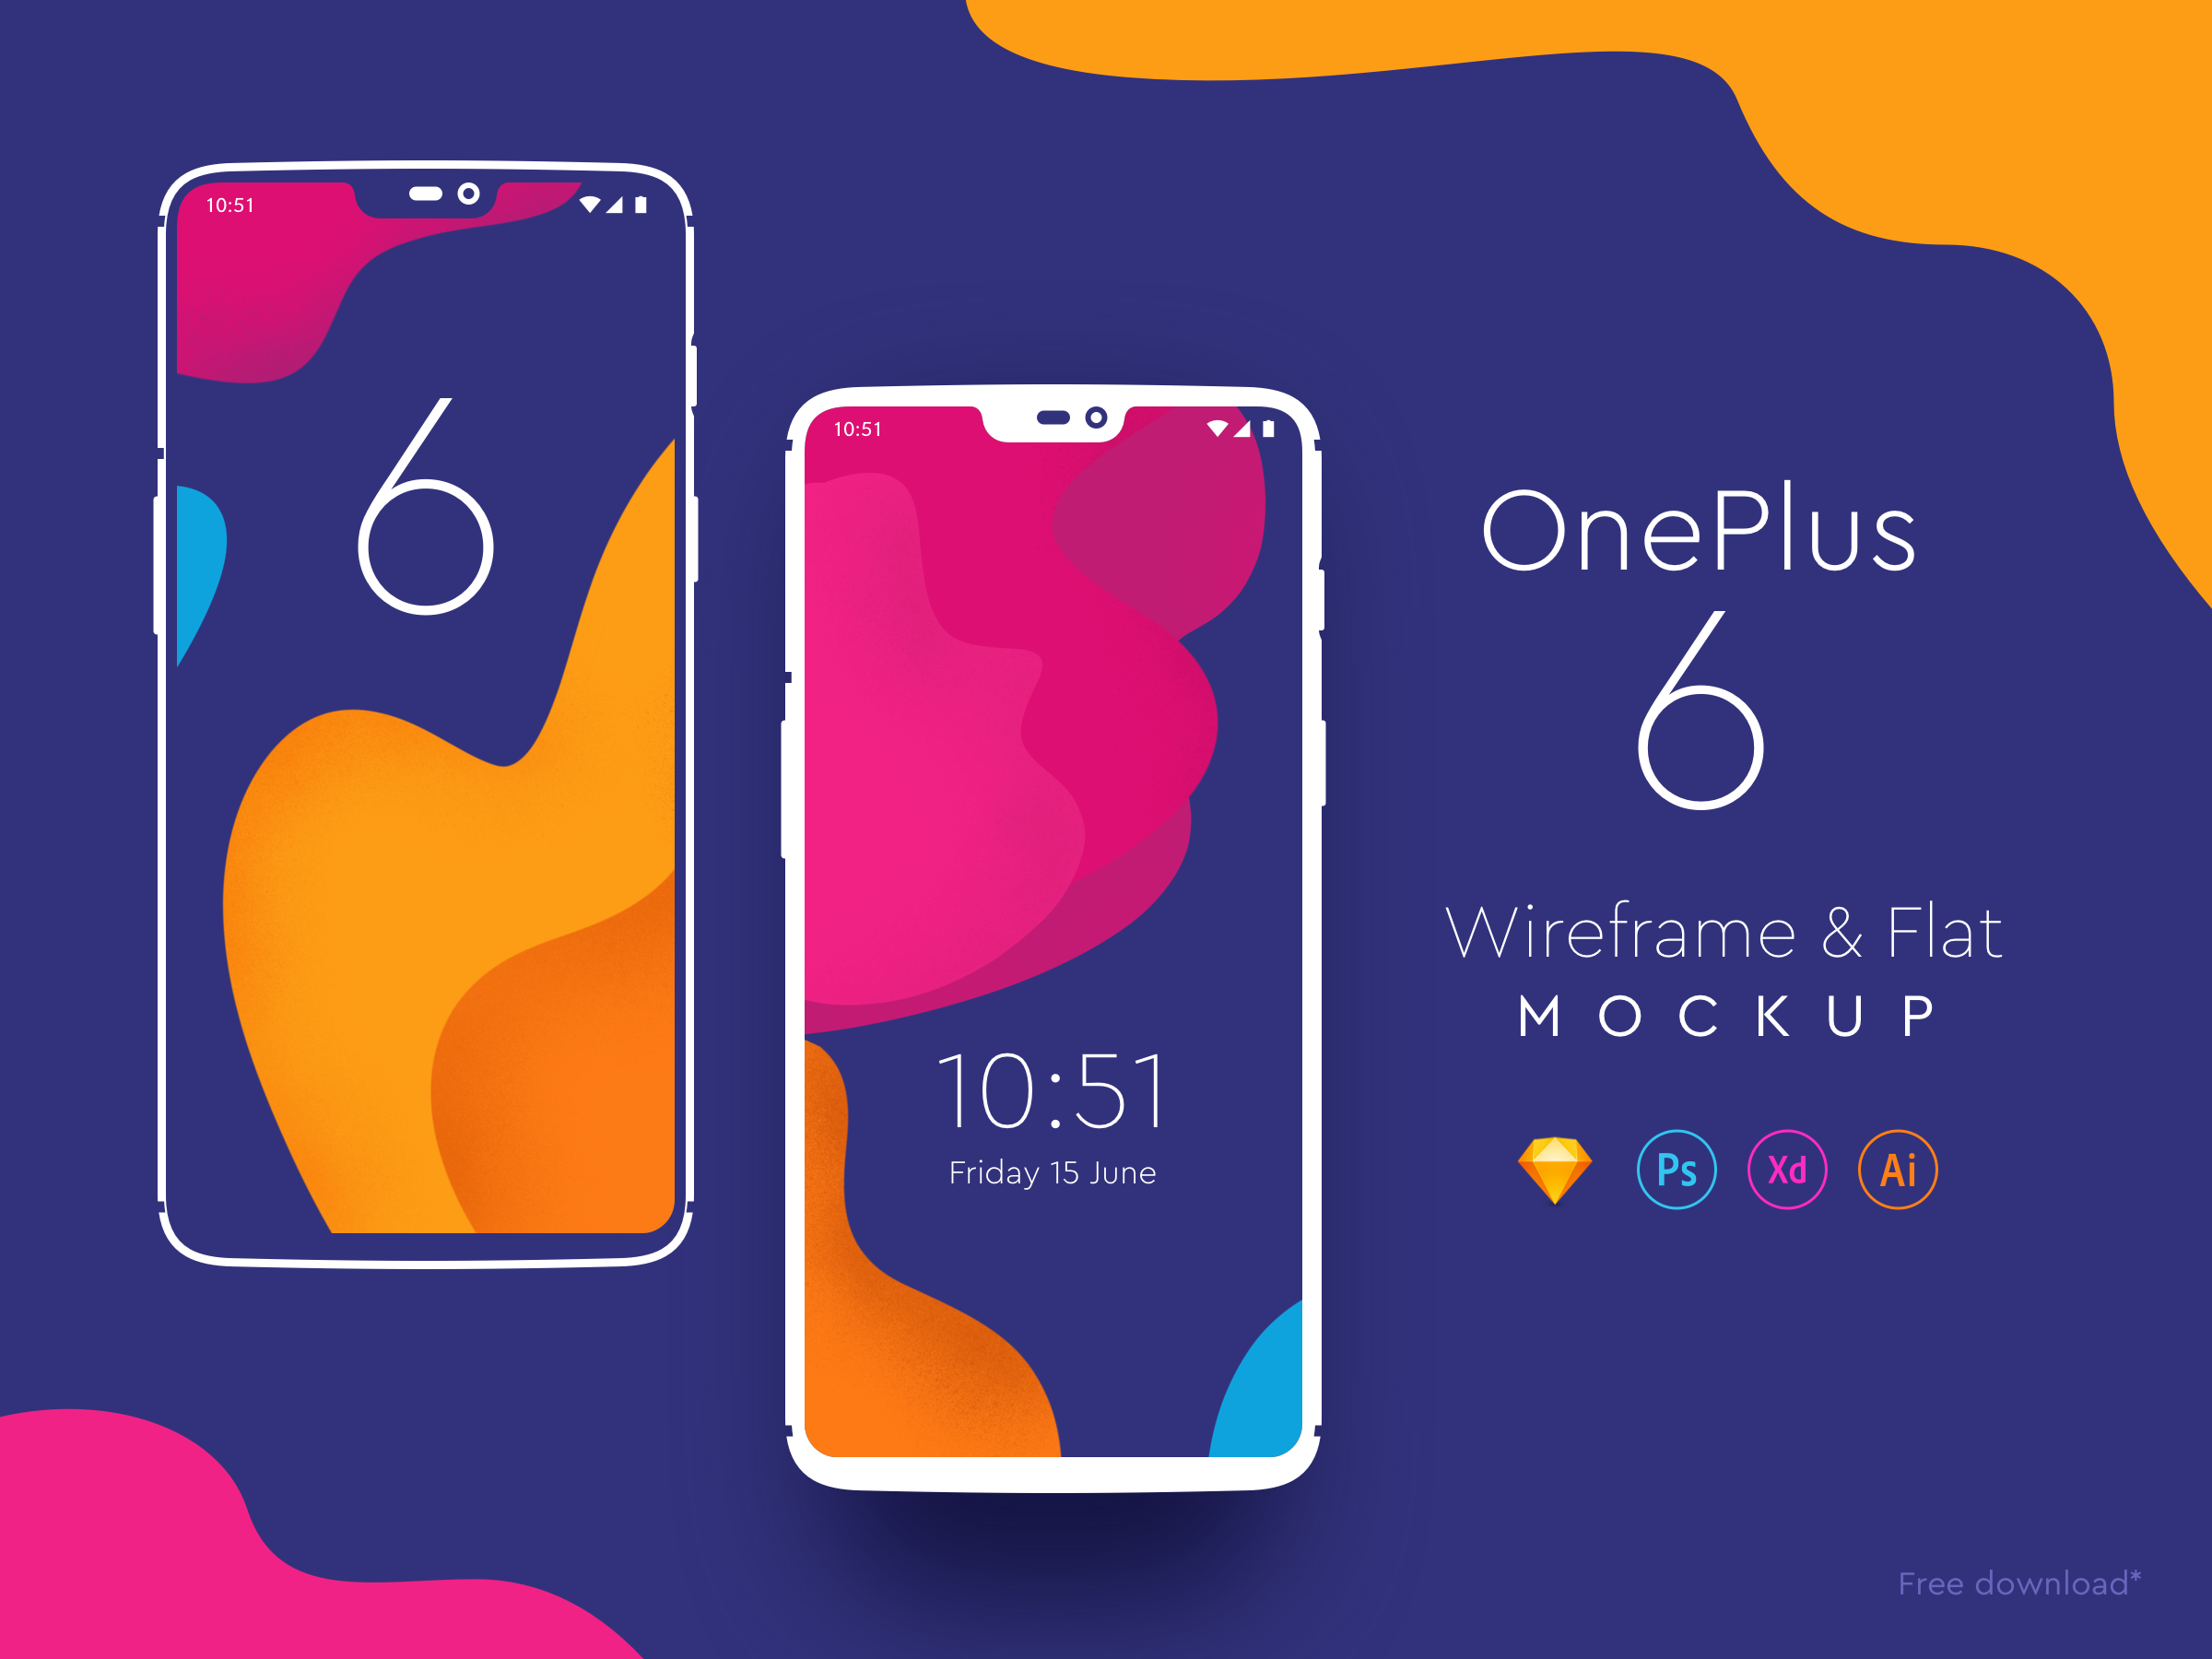 10:51
6
10:51
10:51
Friday 15 June
OnePlus
6
Wireframe & Flat
MOCKUP
Ps Xd Ai
Free download*